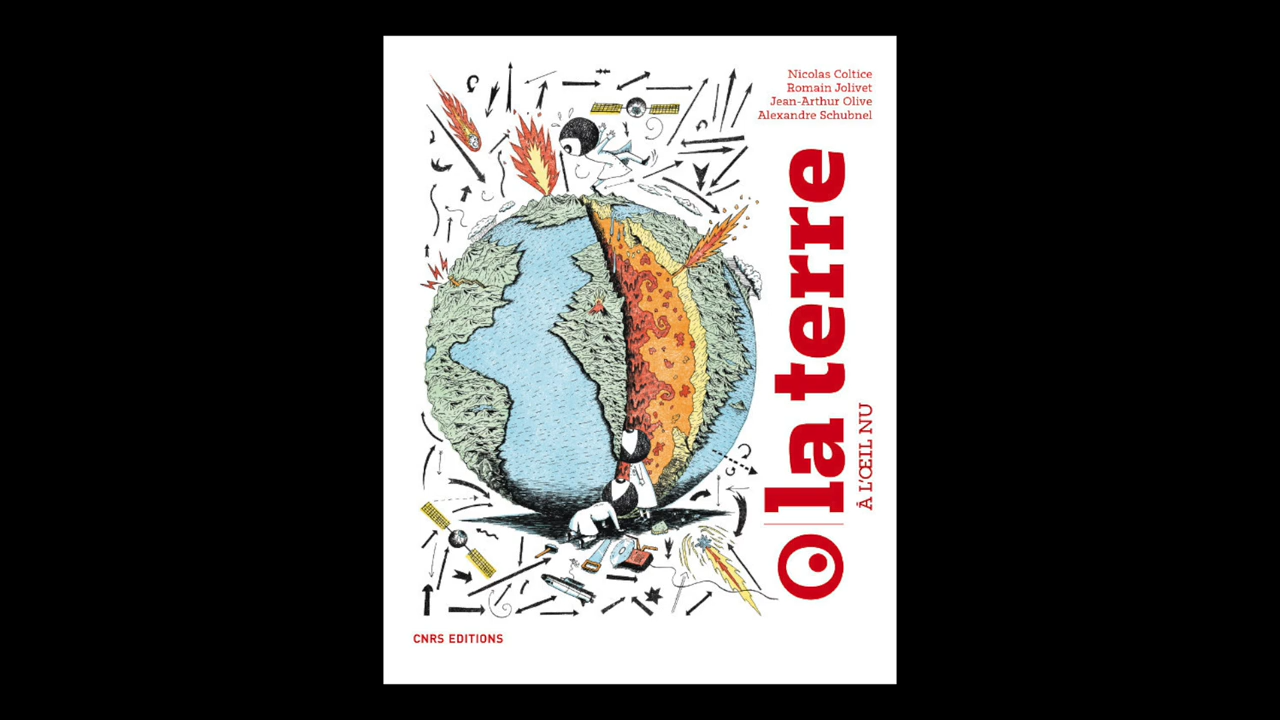 Nicolas Coltice
Romain Jolivet
Jean-Arthur Olive
Alexandre Schubnel
la terre
À L'ŒIL NU
CNRS EDITIONS